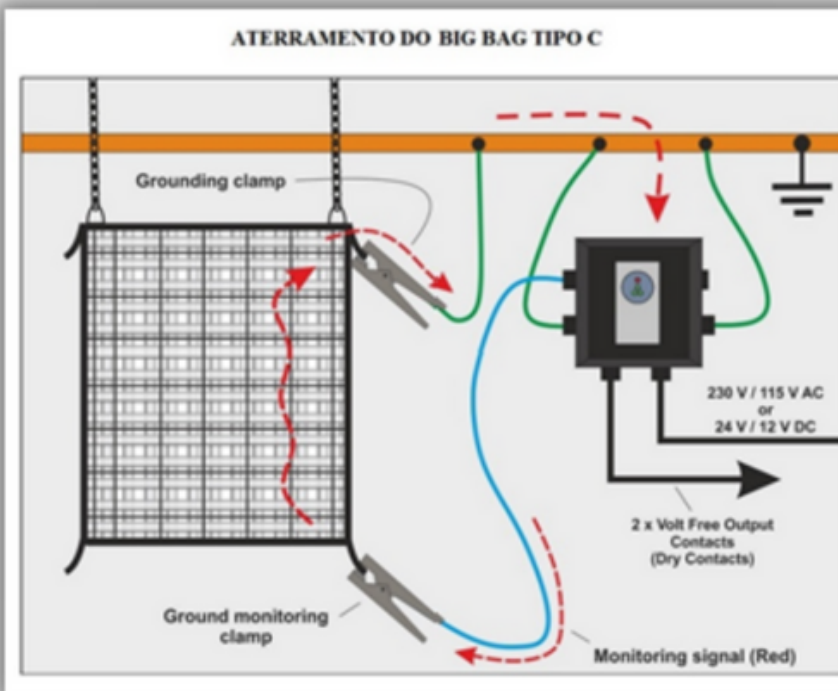 ATERRAMENTO DO BIG BAG TIPO C
Grounding clamp
230 V / 115 V AC
or
24 V / 12 V DC
2 x Volt Free Output
Contacts
(Dry Contacts)
Ground monitoring
clamp
Monitoring signal (Red)